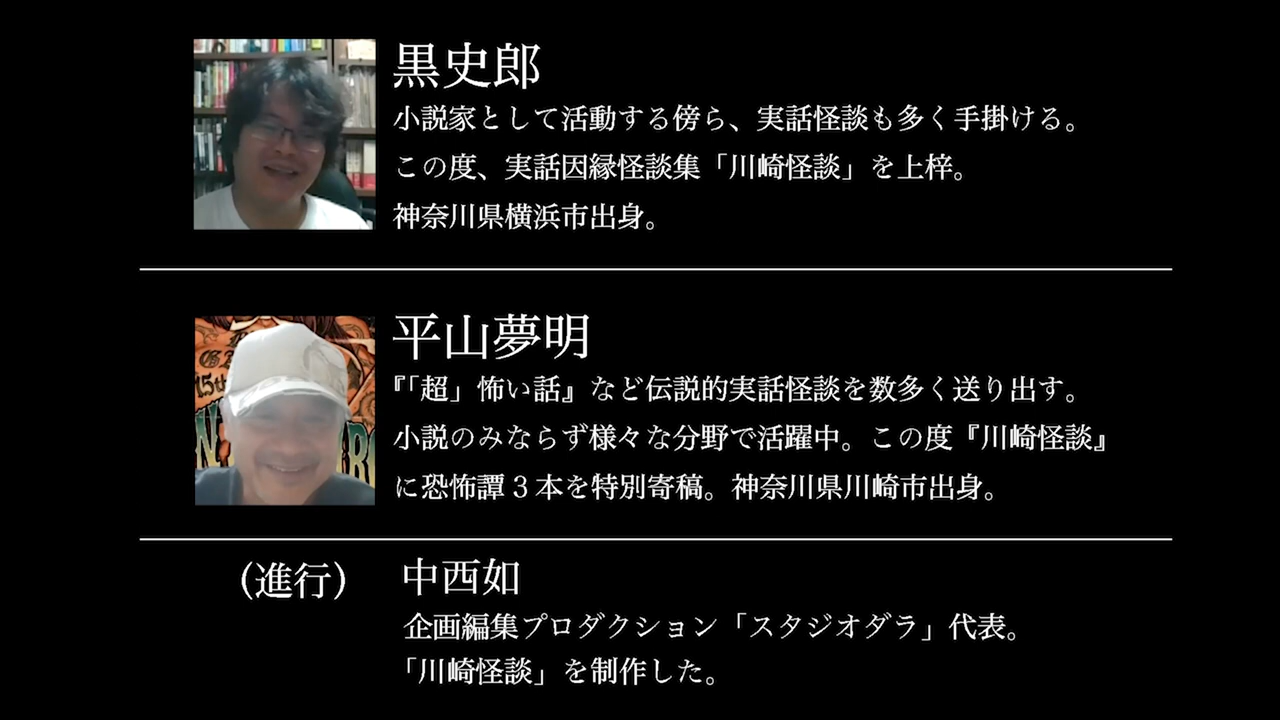 黒史郎
小説家として活動する傍ら、実話怪談も多く手掛ける。
この度、実話因縁怪談集「川崎怪談」を上梓。
神奈川県横浜市出身。
平山夢明
『「超」怖い話』など伝説的実話怪談を数多く送り出す。
小説のみならず様々な分野で活躍中。この度『川崎怪談』
に恐怖譚３本を特別寄稿。神奈川県川崎市出身。
15th
（進行） 中西如
企画編集プロダクション「スタジオダラ」代表。
「川崎怪談」を制作した。